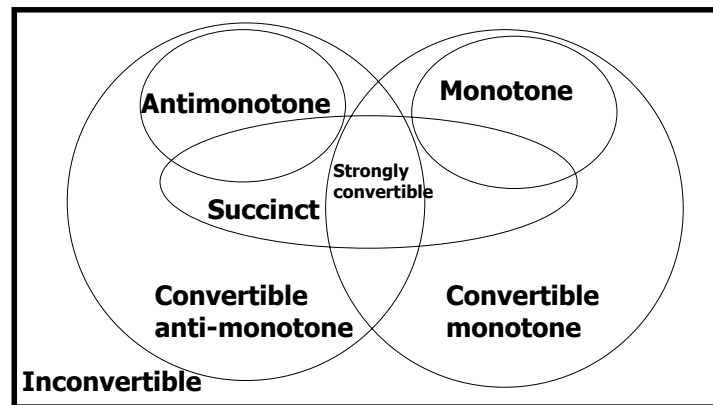 Antimonotone
Monotone
Strongly
convertible
Succinct
Convertible
anti-monotone
Convertible
monotone
Inconvertible